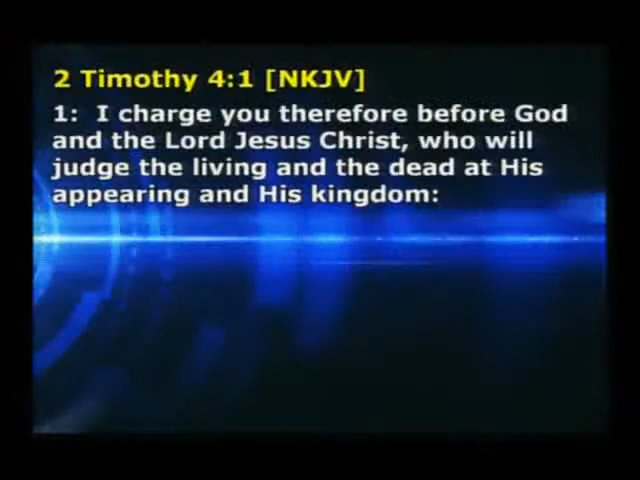 2 Timothy 4:1 [NKJV]
1: I charge you therefore before God
and the Lord Jesus Christ, who will
judge the living and the dead at His
appearing and His kingdom: